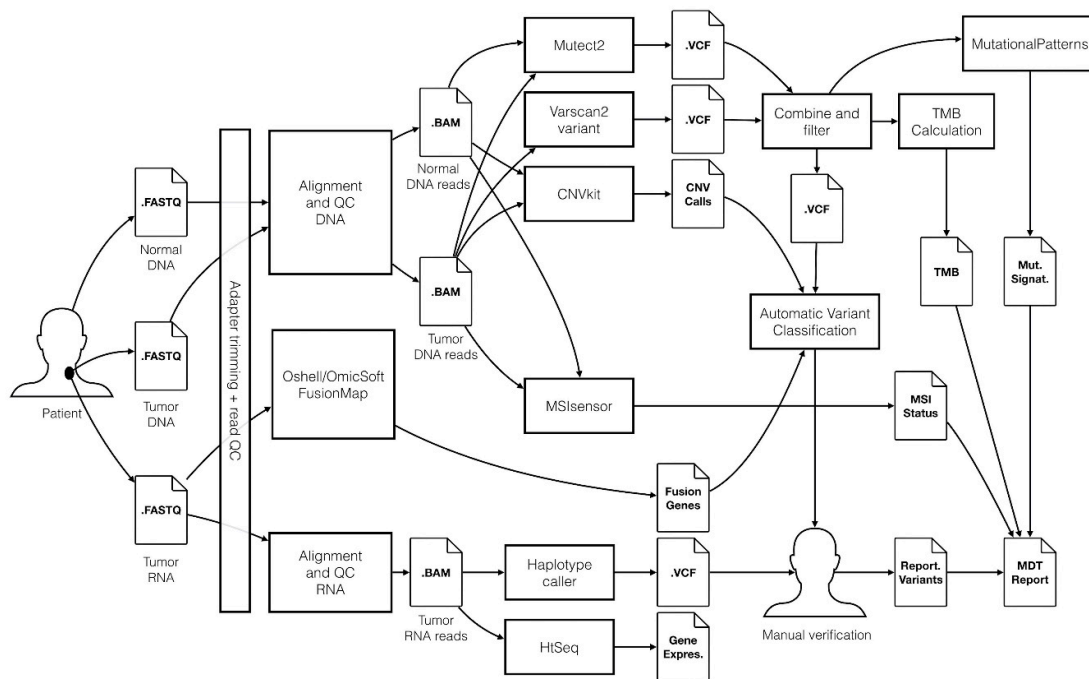 Mutect2
.VCF
MutationalPatterns
.BAM
Normal
DNA reads
Varscan2
variant
.VCF
Combine and
filter
TMB
Calculation
.FASTQ
Normal
DNA
Adapter trimming + read QC
Alignment
and QC
DNA
CNVkit
CNV
Calls
.VCF
.BAM
Tumor
DNA reads
TMB
Mut.
Signat.
Patient
.FASTQ
Tumor
DNA
Oshell/OmicSoft
FusionMap
Automatic Variant
Classification
MSIsensor
MSI
Status
.FASTQ
Tumor
RNA
Fusion
Genes
Alignment
and QC
RNA
.BAM
Tumor
RNA reads
Haplotype
caller
.VCF
Manual verification
Report.
Variants
MDT
Report
HtSeq
Gene
Expres.